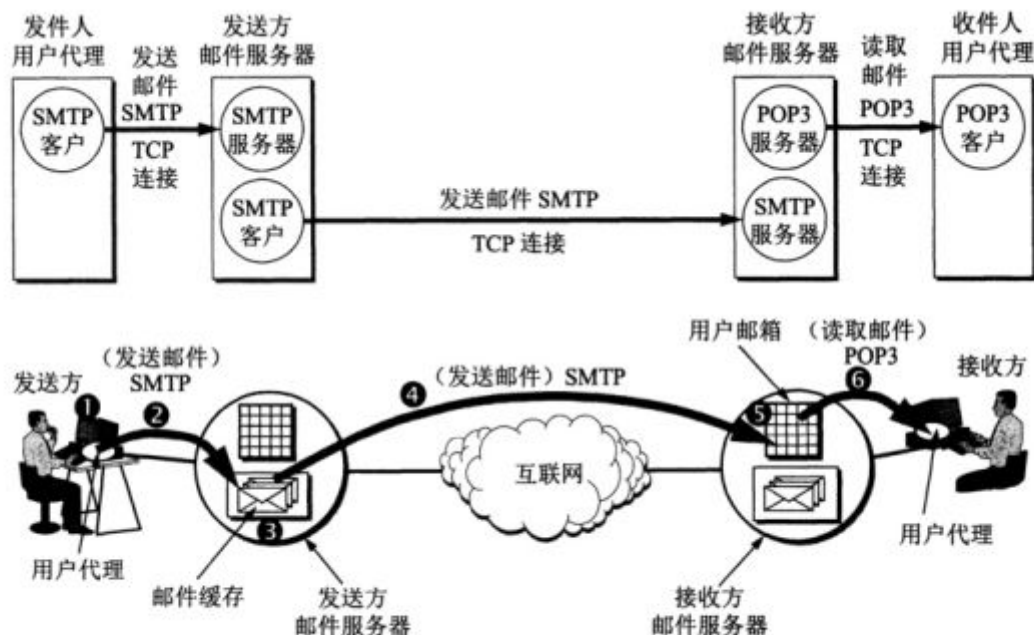 发件人
用户代理
发送
邮件
SMTP
TCP
连接
发送方
邮件服务器
接收方
邮件服务器
读取
邮件
POP3
TCP
连接
收件人
用户代理
SMTP
客户
SMTP
服务器
SMTP
客户
发送邮件 SMTP
TCP 连接
POP3
服务器
SMTP
服务器
POP3
客户
发送方
(发送邮件)
SMTP
(发送邮件) SMTP
用户邮箱
(读取邮件)
POP3
接收方
❶
❷
❸
❹
❺
❻
互联网
用户代理
邮件缓存
发送方
邮件服务器
接收方
邮件服务器
用户代理